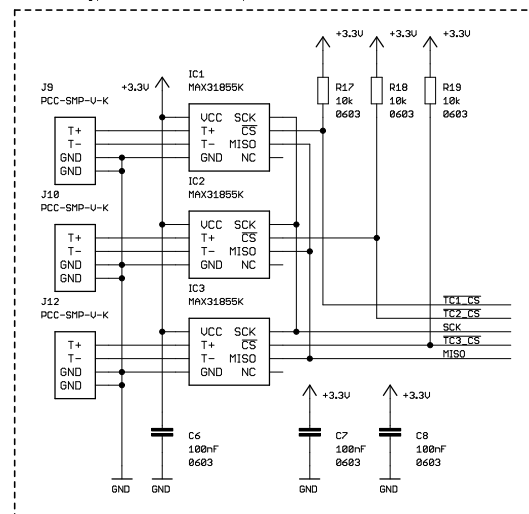 +3.3V +3.3V +3.3V
IC1
J9 +3.3V MAX31855K R17 R18 R19
PCC-SMP-V-K 10k 10k 10k
0603 0603 0603
VCC SCK
T+ T+ CS
T- T- MISO
GND GND NC
GND
IC2
J10 MAX31855K
PCC-SMP-V-K
VCC SCK
T+ T+ CS
T- T- MISO
GND GND NC
GND
IC3
J12 MAX31855K
PCC-SMP-V-K
TC1_CS
TC2_CS
VCC SCK SCK
T+ T+ CS TC3_CS
T- T- MISO MISO
GND GND NC
GND
+3.3V +3.3V
C6 C7 C8
100nF 100nF 100nF
0603 0603 0603
GND GND GND GND